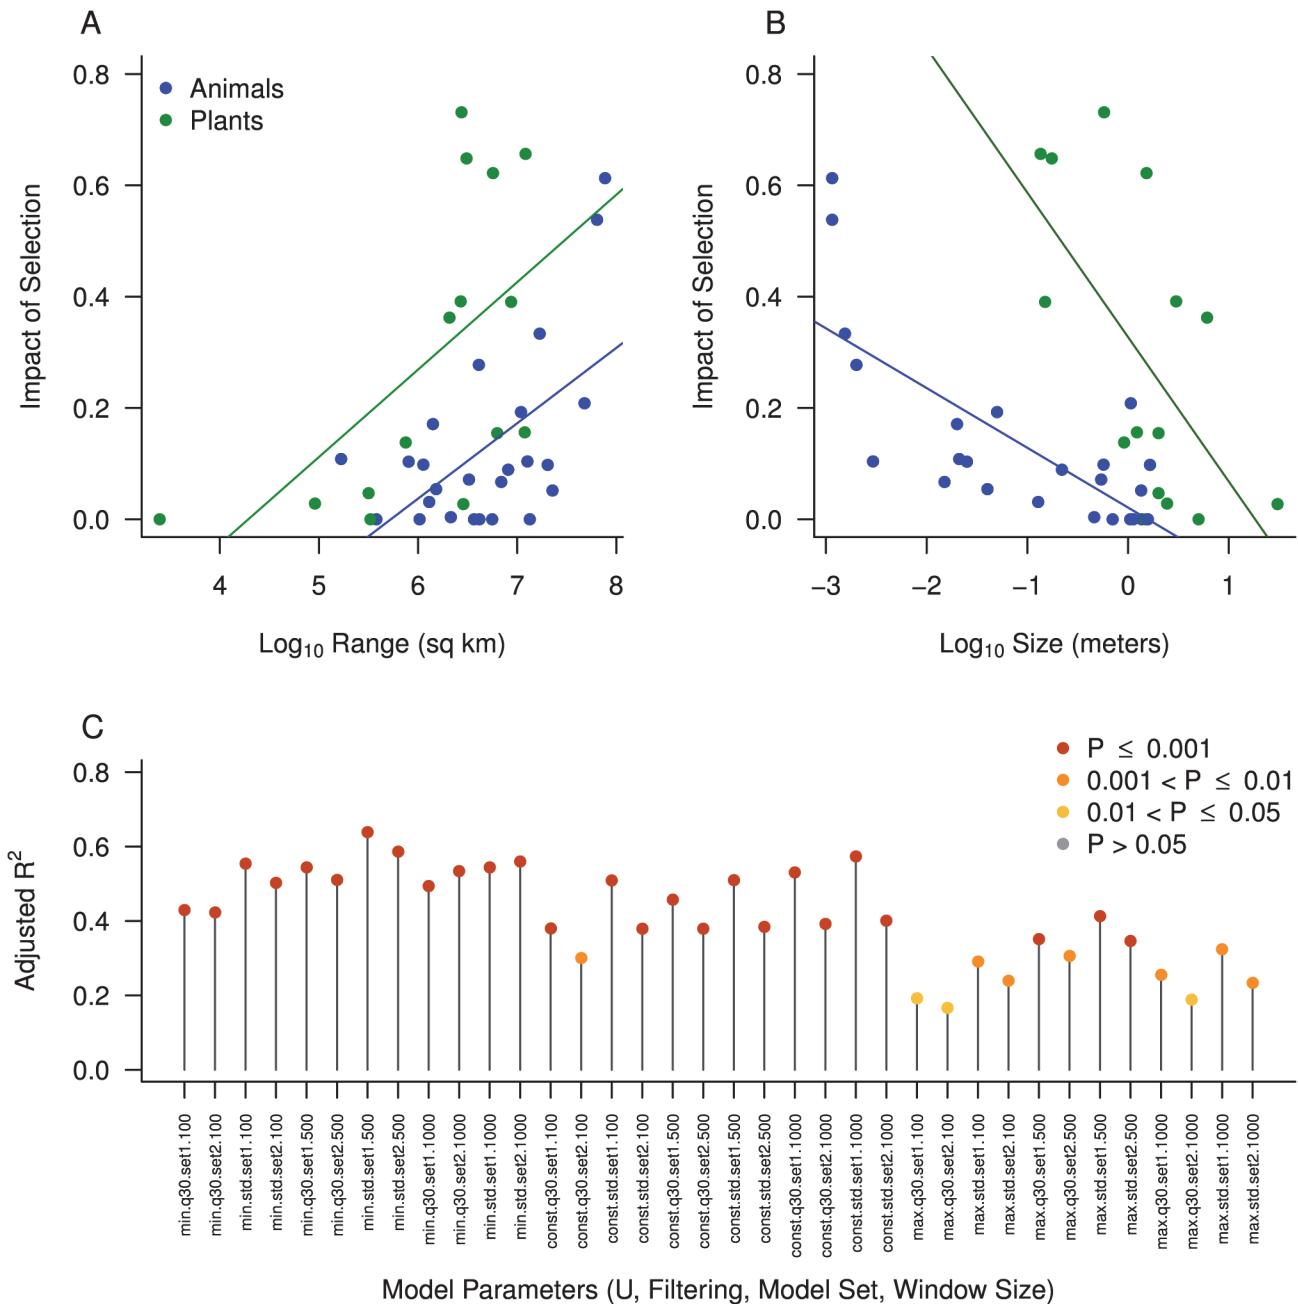 A
B
0.8
0.6
0.4
0.2
0.0
Impact of Selection
Animals
Plants
4 5 6 7 8
Log10 Range (sq km)
0.8
0.6
0.4
0.2
0.0
Impact of Selection
−3 −2 −1 0 1
Log10 Size (meters)
C
P ≤ 0.001
0.001 < P ≤ 0.01
0.01 < P ≤ 0.05
P > 0.05
0.8
0.6
0.4
0.2
0.0
Adjusted R2
min.q30.set1.100
min.q30.set2.100
min.std.set1.100
min.std.set2.100
min.q30.set1.500
min.q30.set2.500
min.std.set1.500
min.std.set2.500
min.q30.set1.1000
min.q30.set2.1000
min.std.set1.1000
min.std.set2.1000
const.q30.set1.100
const.q30.set2.100
const.std.set1.100
const.std.set2.100
const.q30.set1.500
const.q30.set2.500
const.std.set1.500
const.std.set2.500
const.q30.set1.1000
const.q30.set2.1000
const.std.set1.1000
const.std.set2.1000
max.q30.set1.100
max.q30.set2.100
max.std.set1.100
max.std.set2.100
max.q30.set1.500
max.q30.set2.500
max.std.set1.500
max.std.set2.500
max.q30.set1.1000
max.q30.set2.1000
max.std.set1.1000
max.std.set2.1000
Model Parameters (U, Filtering, Model Set, Window Size)